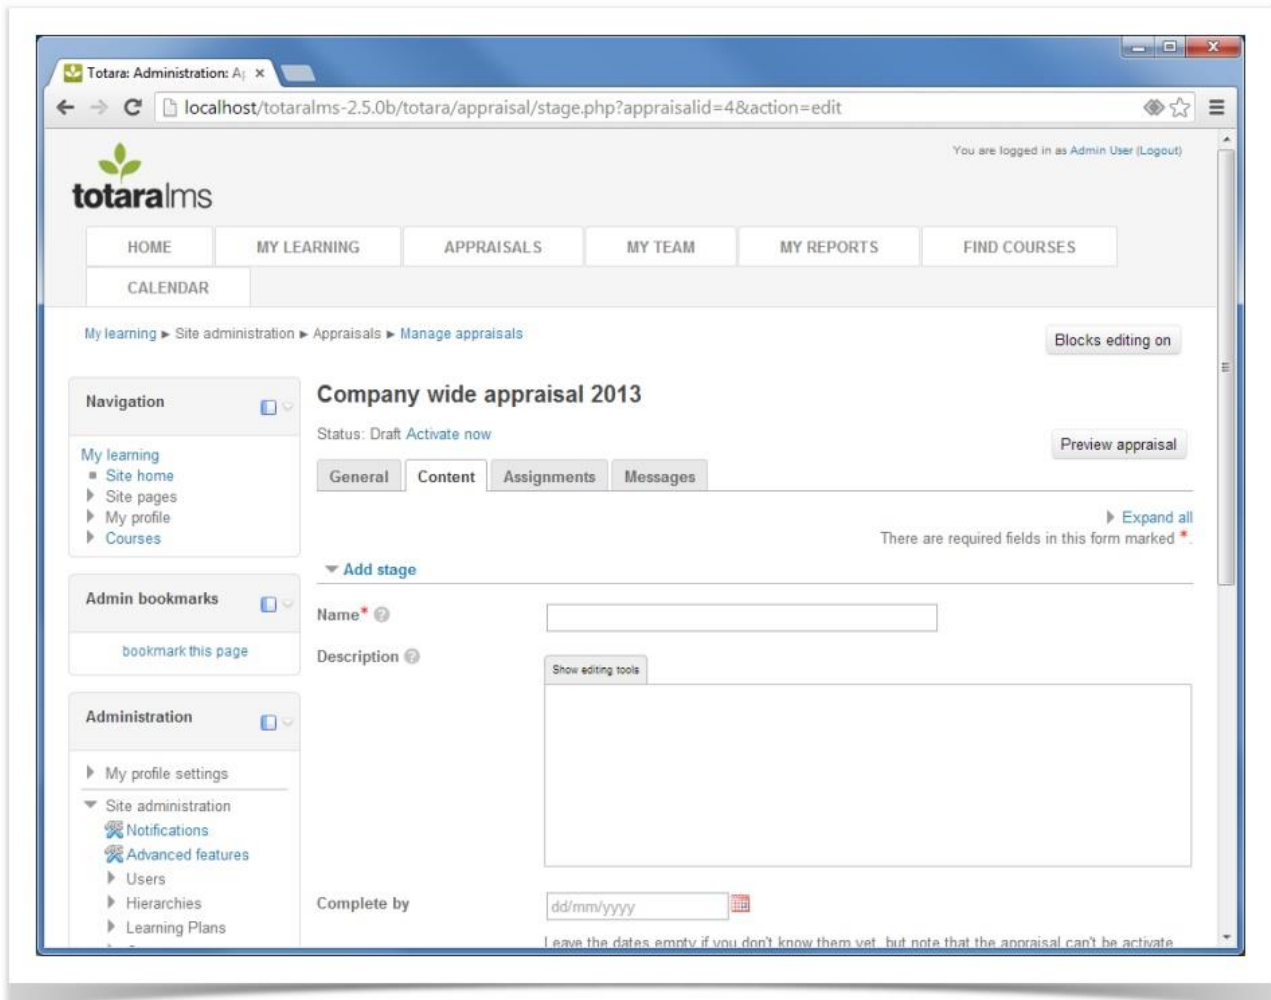 Totara: Administration: A
localhost/totaralms-2.5.0b/totara/appraisal/stage.php?appraisalid=4&action=edit
You are logged in as Admin User (Logout)
totaralms
HOME
MY LEARNING
APPRAISALS
MY TEAM
MY REPORTS
FIND COURSES
CALENDAR
My learning ► Site administration ► Appraisals ► Manage appraisals
Blocks editing on
Navigation
My learning
Site home
Site pages
My profile
Courses
Admin bookmarks
bookmark this page
Administration
My profile settings
Site administration
Notifications
Advanced features
Users
Hierarchies
Learning Plans
Company wide appraisal 2013
Status: Draft Activate now
Preview appraisal
General
Content
Assignments
Messages
Expand all
There are required fields in this form marked *.
Add stage
Name*
Description
Show editing tools
Complete by
dd/mm/yyyy
Leave the dates empty if you don't know them yet, but note that the appraisal can't be activate